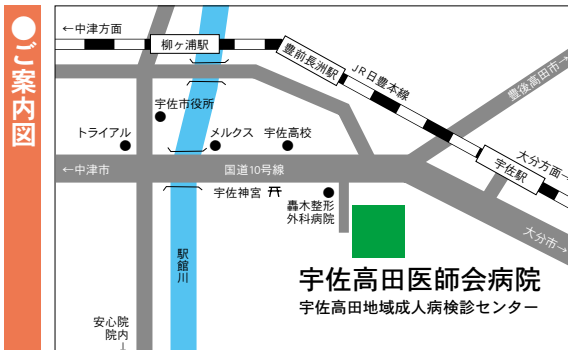 ●ご案内図
←中津方面
柳ヶ浦駅
豊前長洲駅
JR日豊本線
豊後高田市→
宇佐市役所
トライアル
メルクス
宇佐高校
宇佐駅
大分方面→
←中津市
国道10号線
宇佐神宮
轟木整形
外科病院
大分市→
駅館川
宇佐高田医師会病院
宇佐高田地域成人病検診センター
安心院
院内
↓